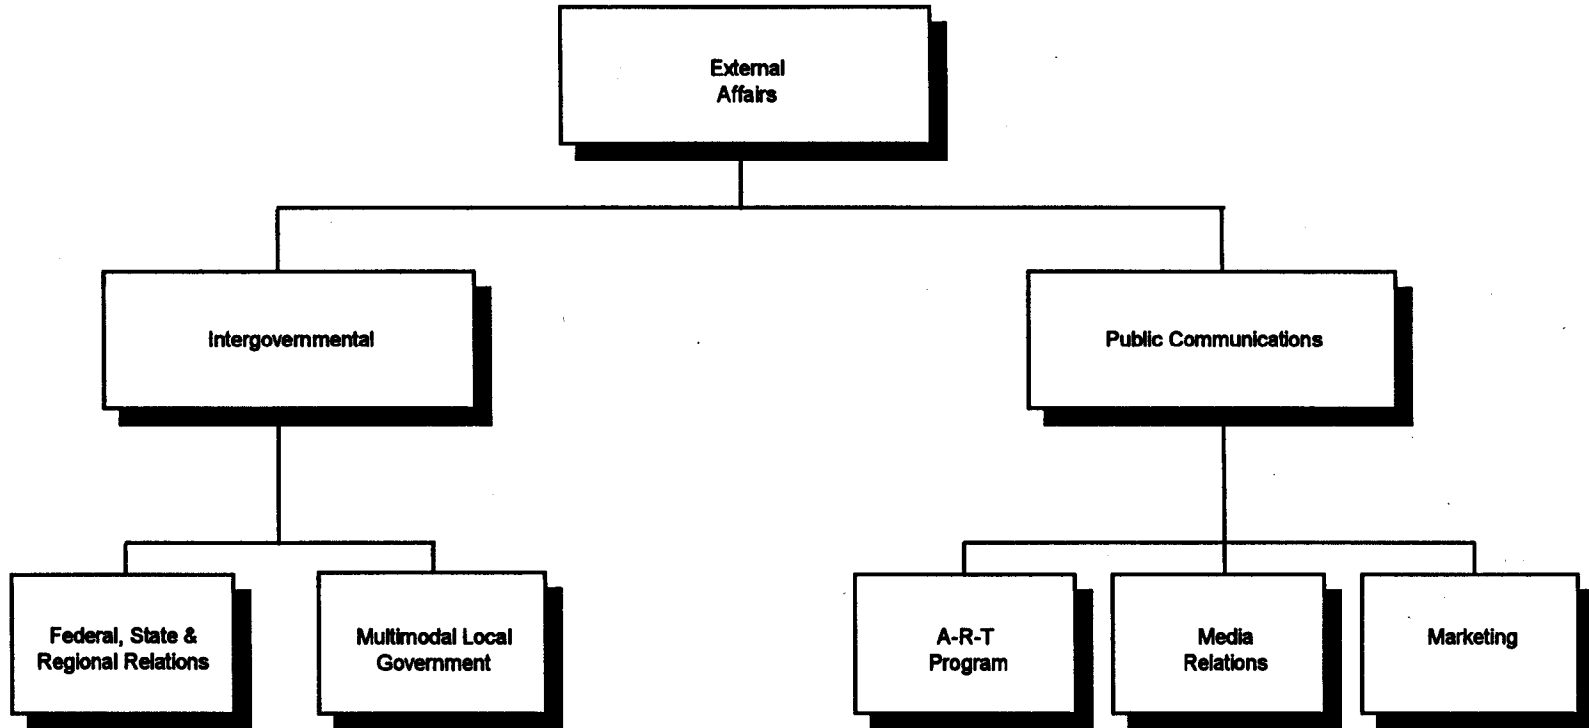 External
Affairs
Intergovernmental
Public Communications
Federal, State &
Regional Relations
Multimodal Local
Government
A-R-T
Program
Media
Relations
Marketing